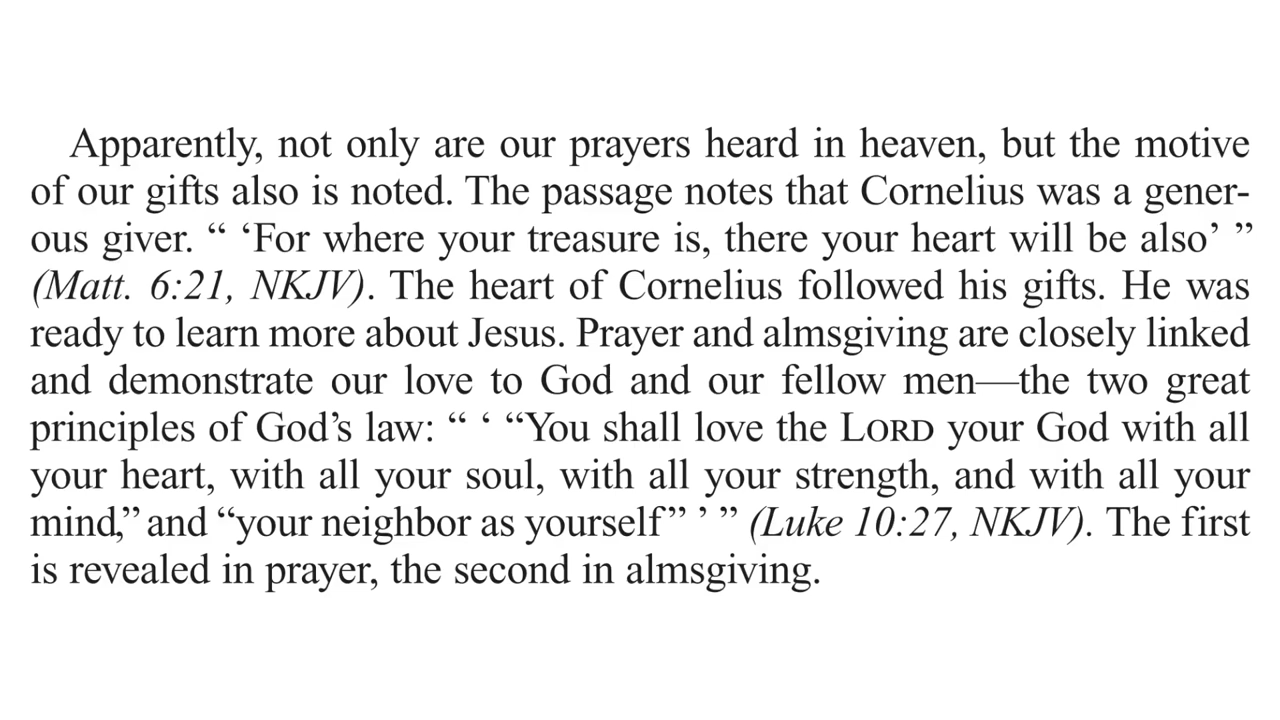 Apparently, not only are our prayers heard in heaven, but the motive
of our gifts also is noted. The passage notes that Cornelius was a gener-
ous giver. “ ‘For where your treasure is, there your heart will be also’ ”
(Matt. 6:21, NKJV). The heart of Cornelius followed his gifts. He was
ready to learn more about Jesus. Prayer and almsgiving are closely linked
and demonstrate our love to God and our fellow men—the two great
principles of God’s law: “ ‘ “You shall love the LORD your God with all
your heart, with all your soul, with all your strength, and with all your
mind,” and “your neighbor as yourself” ’ ” (Luke 10:27, NKJV). The first
is revealed in prayer, the second in almsgiving.